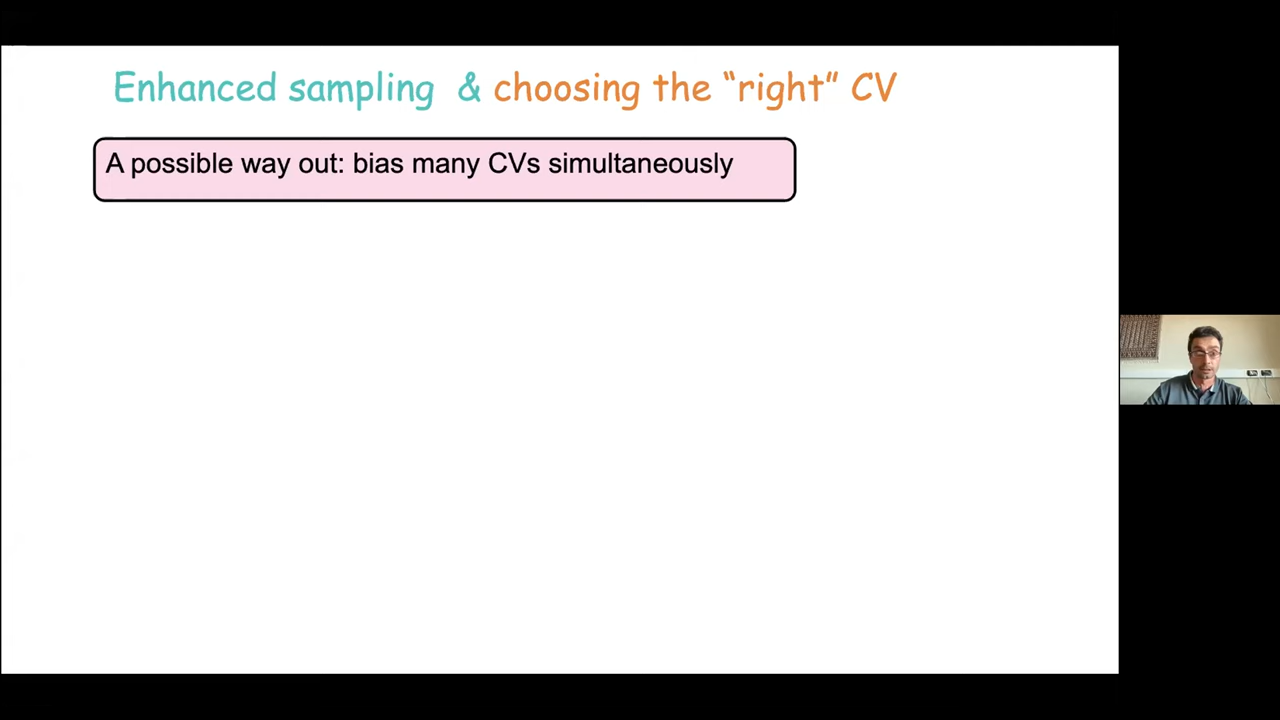 Enhanced sampling & choosing the “right” CV
A possible way out: bias many CVs simultaneously